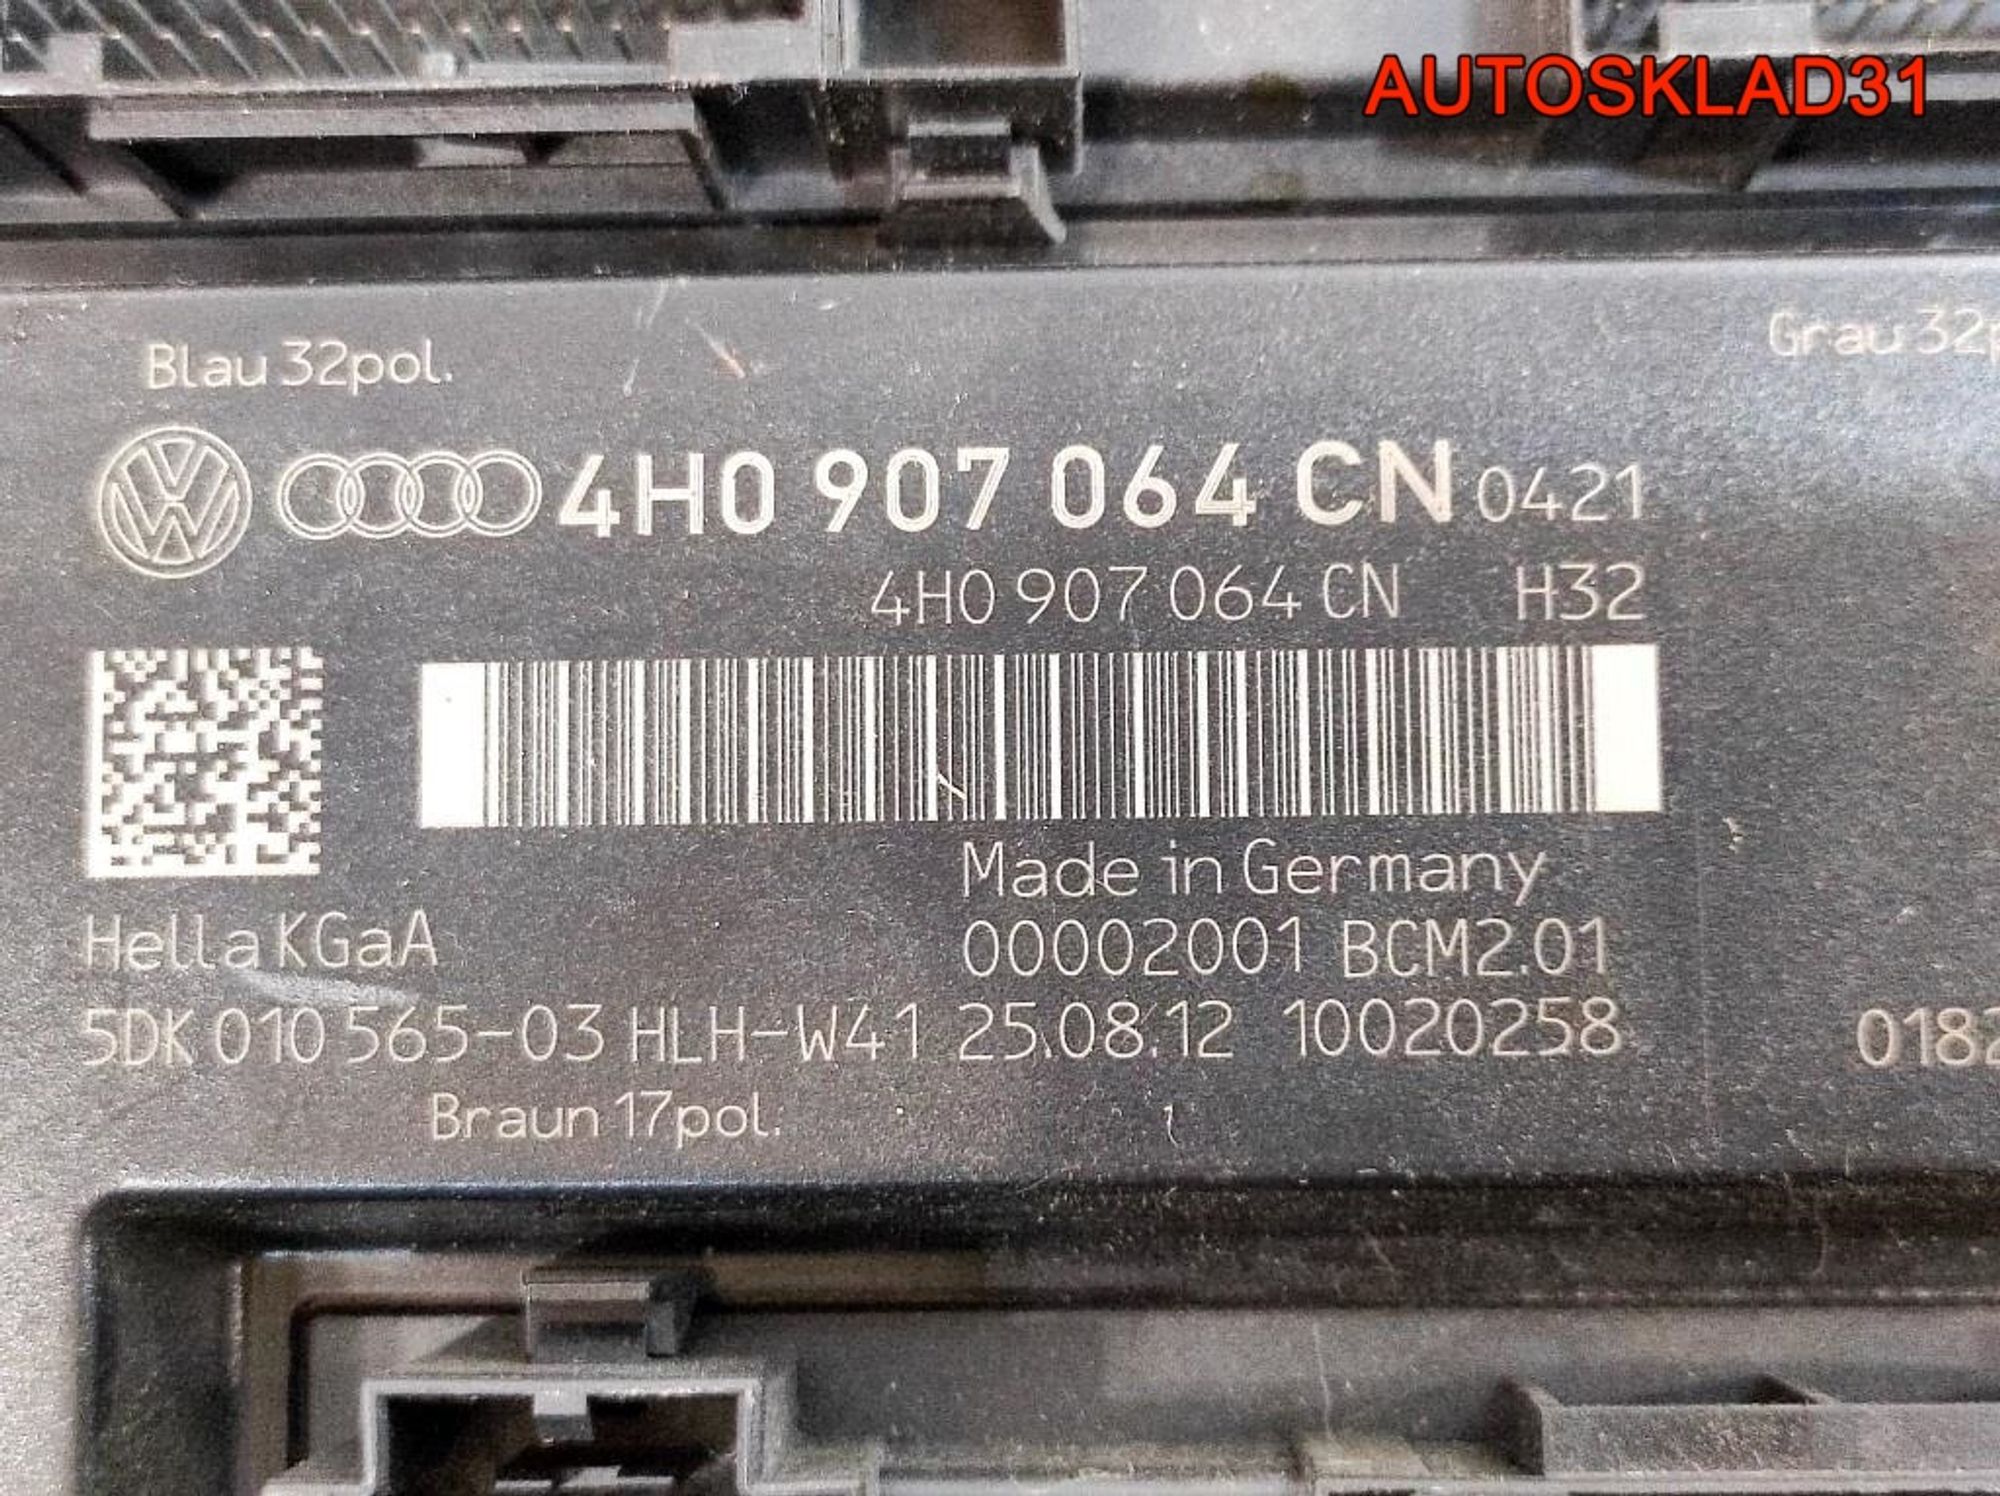 AUTOSKLAD31
Blau 32pol.
Grau 32p
4H0 907 064 CN 0421
4H0 907 064 CN H32
Made in Germany
Hella KGaA
00002001 BCM2.01
5DK 010 565-03 HLH-W41 25.08.12 10020258
0182
Braun 17pol.